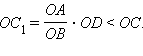 OC₁ = OA/OB · OD < OC.